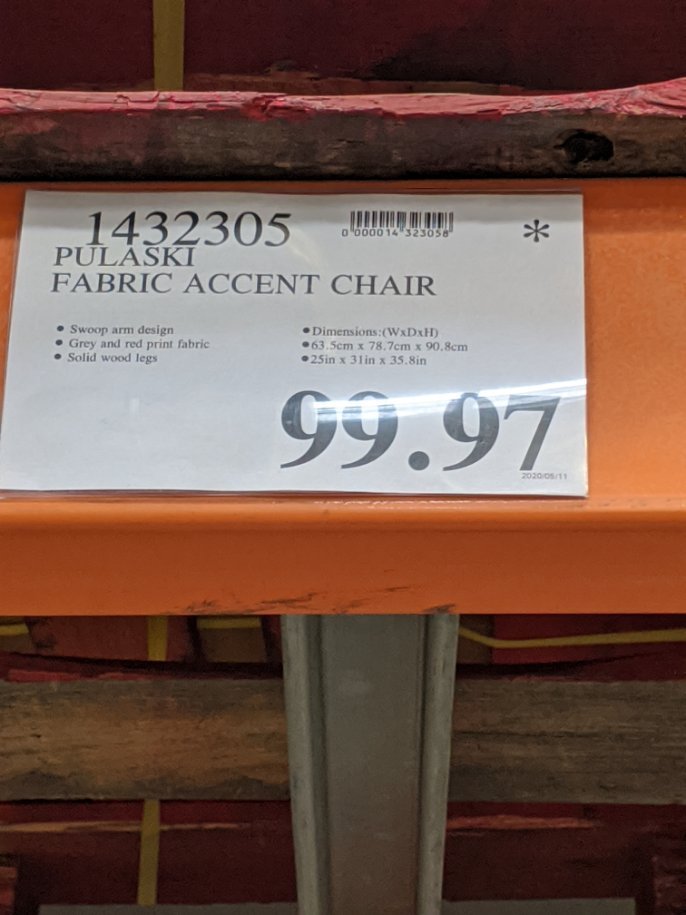 1432305
0 000014 323058
*
PULASKI
FABRIC ACCENT CHAIR
• Swoop arm design
• Grey and red print fabric
• Solid wood legs
• Dimensions:(WxDxH)
• 63.5cm x 78.7cm x 90.8cm
• 25in x 31in x 35.8in
99.97
2020/05/11